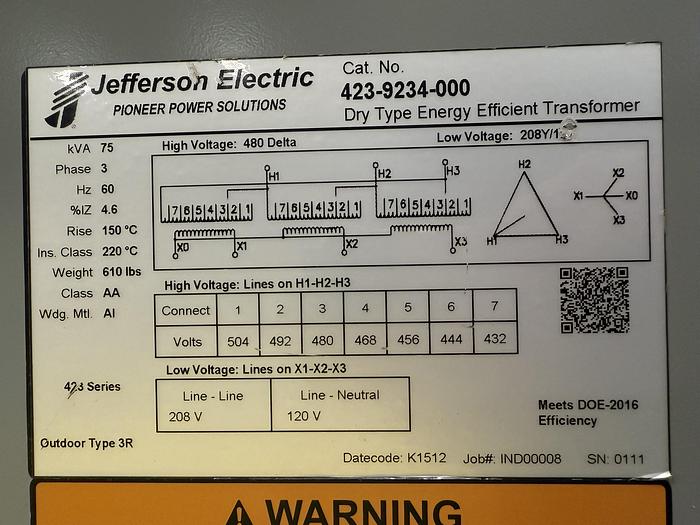 Jefferson Electric
PIONEER POWER SOLUTIONS
Cat. No.
423-9234-000
Dry Type Energy Efficient Transformer
kVA 75
Phase 3
Hz 60
%IZ 4.6
Rise 150 °C
Ins. Class 220 °C
Weight 610 lbs
Class AA
Wdg. Mtl. Al
423 Series
Outdoor Type 3R
High Voltage: 480 Delta
Low Voltage: 208Y/1
H1 H2 H3
7 6 5 4 3 2 1 7 6 5 4 3 2 1 7 6 5 4 3 2 1
X0 X1 X2 X3
H2
H1 H3
X2
X1 X0
X3
High Voltage: Lines on H1-H2-H3
Connect 1 2 3 4 5 6 7
Volts 504 492 480 468 456 444 432
Low Voltage: Lines on X1-X2-X3
Line - Line Line - Neutral
208 V 120 V
Meets DOE-2016
Efficiency
Datecode: K1512 Job#: IND00008 SN: 0111
WARNING